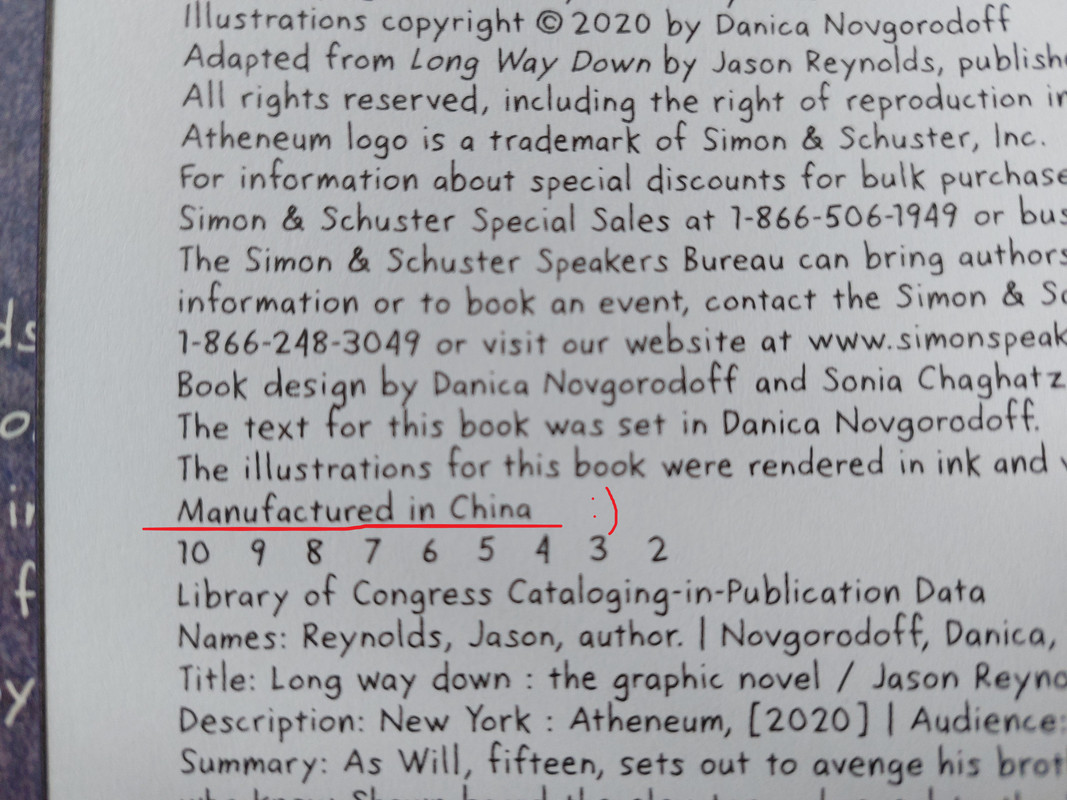 Illustrations copyright © 2020 by Danica Novgorodoff
Adapted from Long Way Down by Jason Reynolds,
All rights reserved, including the right of reproduction
Atheneum logo is a trademark of Simon & Schuster, Inc.
For information about special discounts for bulk
Simon & Schuster Special Sales at 1-866-506-1949 or
The Simon & Schuster Speakers Bureau can bring authors
information or to book an event, contact the Simon &
1-866-248-3049 or visit our website at www.simonspeak
Book design by Danica Novgorodoff and Sonia Chaghatz
The text for this book was set in Danica Novgorodoff.
The illustrations for this book were rendered in ink and
Manufactured in China :)
10 9 8 7 6 5 4 3 2
Library of Congress Cataloging-in-Publication Data
Names: Reynolds, Jason, author. | Novgorodoff, Danica,
Title: Long way down : the graphic novel / Jason Reyno
Description: New York : Atheneum, [2020] | Audience:
Summary: As Will, fifteen, sets out to avenge his